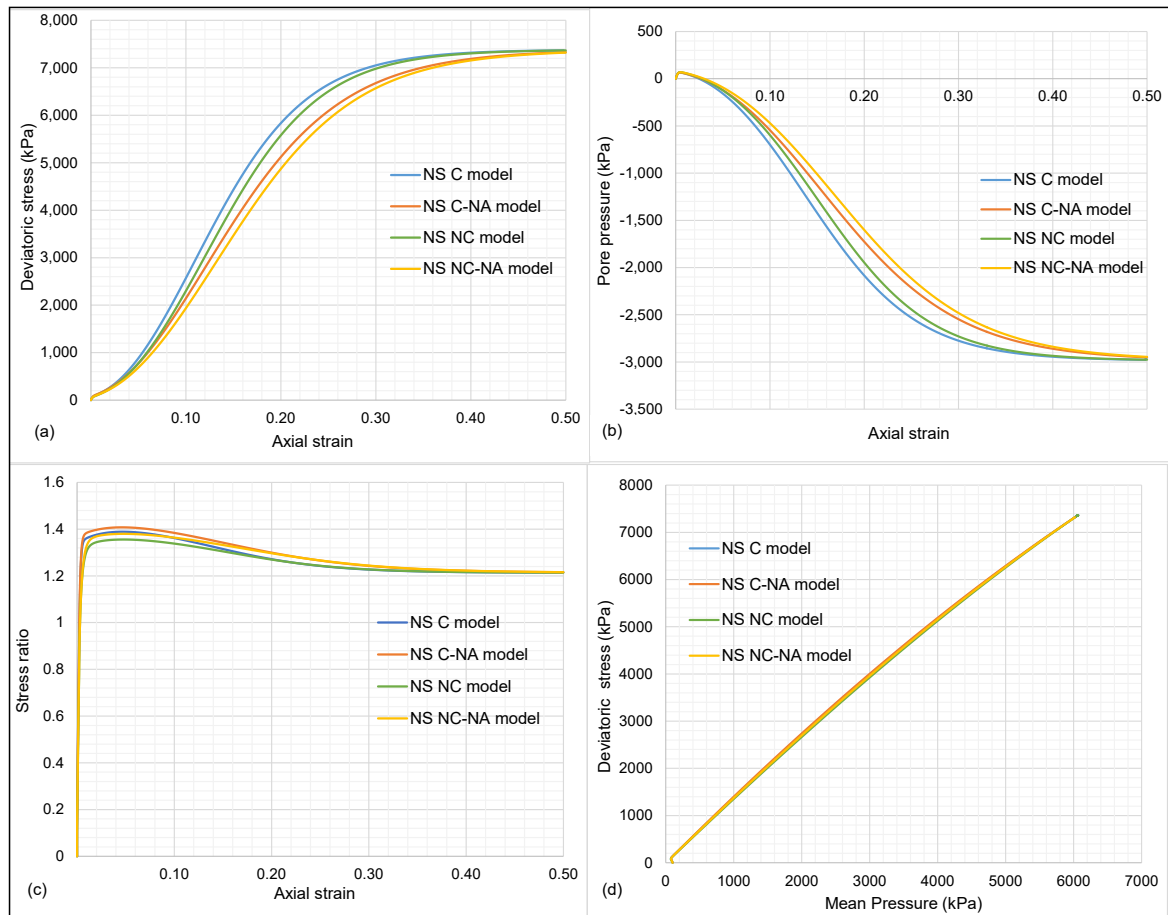 8,000
7,000
6,000
5,000
4,000
3,000
2,000
1,000
0
0.10 0.20 0.30 0.40 0.50
Deviatoric stress (kPa)
Axial strain
NS C model
NS C-NA model
NS NC model
NS NC-NA model
(a)
500
0
-500
-1,000
-1,500
-2,000
-2,500
-3,000
-3,500
0.10 0.20 0.30 0.40 0.50
Pore pressure (kPa)
Axial strain
NS C model
NS C-NA model
NS NC model
NS NC-NA model
(b)
1.6
1.4
1.2
1
0.8
0.6
0.4
0.2
0
0.10 0.20 0.30 0.40 0.50
Stress ratio
Axial strain
NS C model
NS C-NA model
NS NC model
NS NC-NA model
(c)
8000
7000
6000
5000
4000
3000
2000
1000
0
0 1000 2000 3000 4000 5000 6000 7000
Deviatoric stress (kPa)
Mean Pressure (kPa)
NS C model
NS C-NA model
NS NC model
NS NC-NA model
(d)